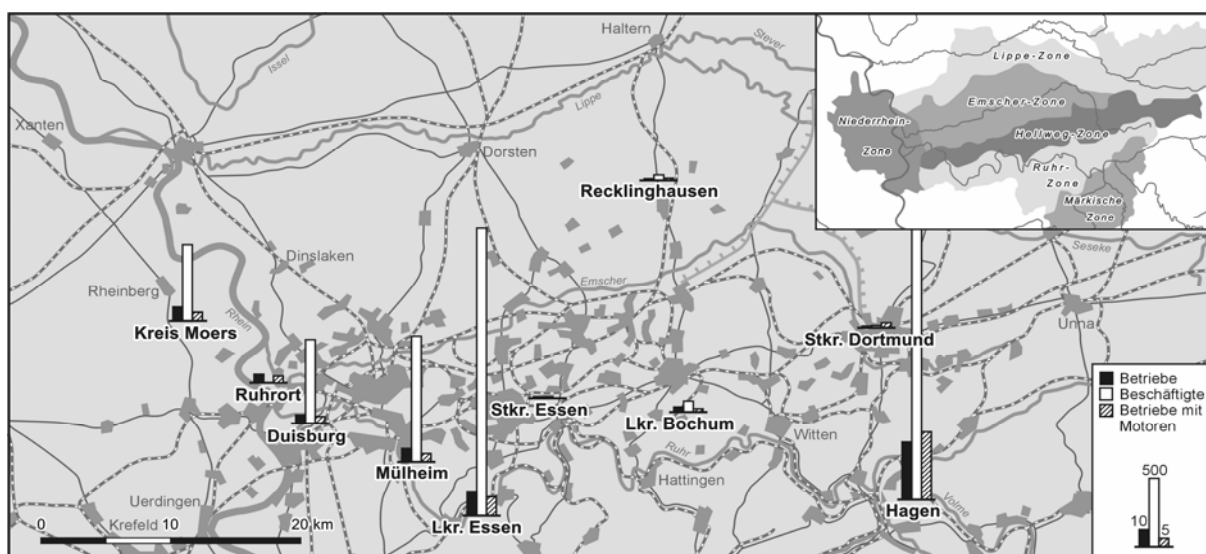 Haltern
Stever
Issel
Lippe
Xanten
Dorsten
Recklinghausen
Lippe-Zone
Emscher-Zone
Niederrhein-
Zone
Hellweg-Zone
Ruhr-
Zone
Märkische
Zone
Dinslaken
Emscher
Seseke
Rheinberg
Rhein
Kreis Moers
Unna
Stkr. Dortmund
Ruhrort
Stkr. Essen
Lkr. Bochum
Duisburg
Mülheim
Witten
Ruhr
Hattingen
Uerdingen
Lkr. Essen
Hagen
Volme
Krefeld
0 10 20 km
Betriebe
Beschäftigte
Betriebe mit
Motoren
500
10
5